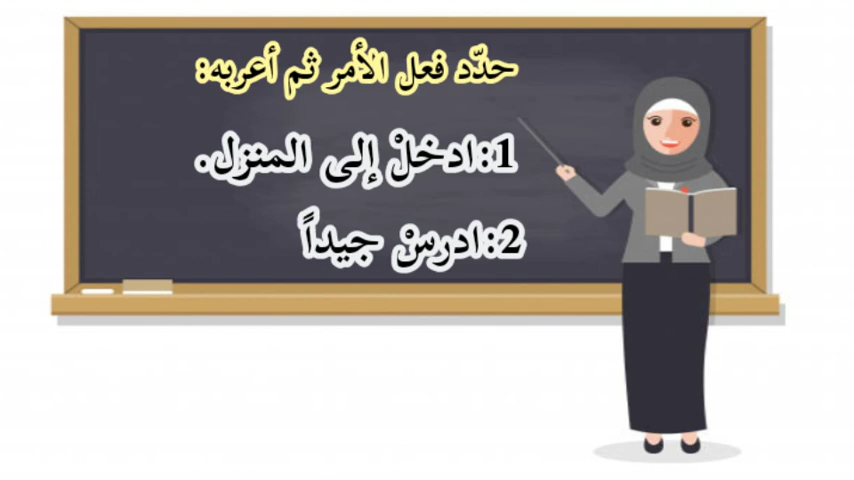 حدّد فعل الأمر ثم أعربه:
1:ادخلْ إلى المنزل.
2:ادرسْ جيداً